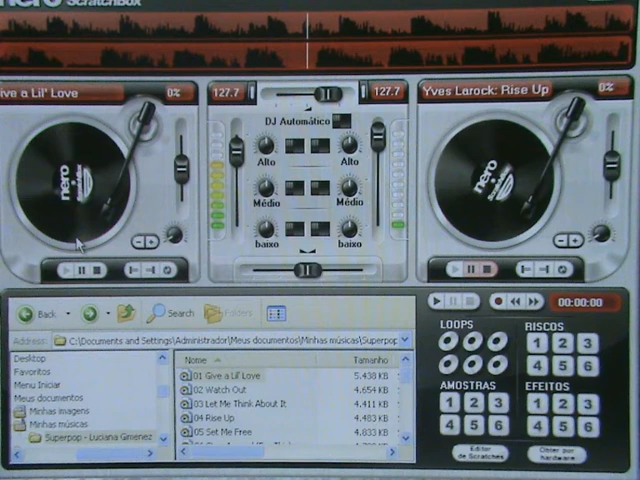 nero SCRATCHBOX
ive a Lil' Love 0%
127.7 127.7
Yves Larock: Rise Up 0%
DJ Automático
Alto Alto
Médio Médio
baixo baixo
nero
nero
Back Search Folders
Address C:\Documents and Settings\Administrador\Meus documentos\Minhas músicas\Superpop
Desktop
Favoritos
Menu Iniciar
Meus documentos
Minhas imagens
Minhas músicas
Superpop - Luciana Gimenez
Nome Tamanho
01 Give a Lil' Love 5.438 KB
02 Watch Out 4.654 KB
03 Let Me Think About It 4.411 KB
04 Rise Up 4.483 KB
05 Set Me Free 4.833 KB
00:00:00
LOOPS
RISCOS
1 2 3
4 5 6
AMOSTRAS
1 2 3
4 5 6
EFEITOS
1 2 3
4 5 6
Editor de Scratches
Obter por hardware